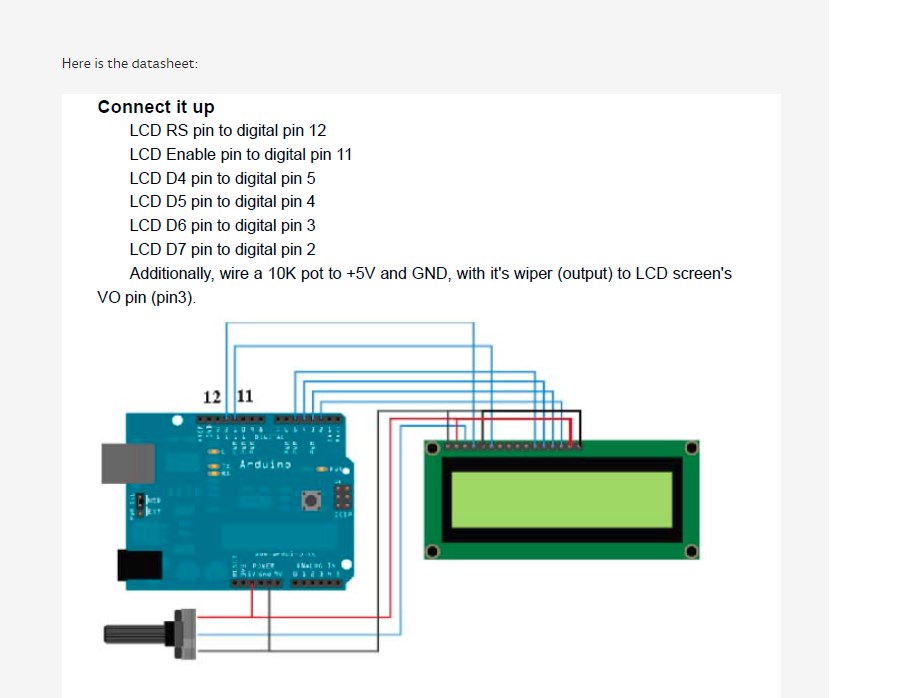 Here is the datasheet:
Connect it up
LCD RS pin to digital pin 12
LCD Enable pin to digital pin 11
LCD D4 pin to digital pin 5
LCD D5 pin to digital pin 4
LCD D6 pin to digital pin 3
LCD D7 pin to digital pin 2
Additionally, wire a 10K pot to +5V and GND, with it's wiper (output) to LCD screen's
VO pin (pin3).
12 11
Arduino
TX
RX
ICSP
POWER
ANALOG IN